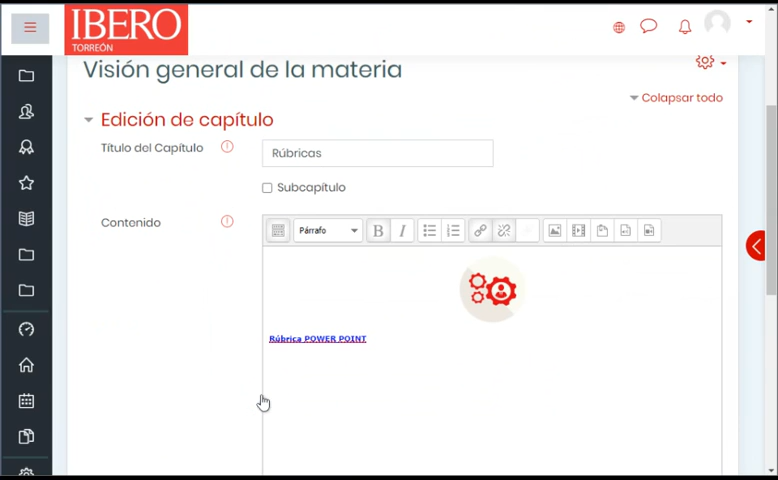 IBERO
TORREÓN
Visión general de la materia
Colapsar todo
Edición de capítulo
Título del Capítulo
Rúbricas
Subcapítulo
Contenido
Párrafo
B I
Rúbrica POWER POINT